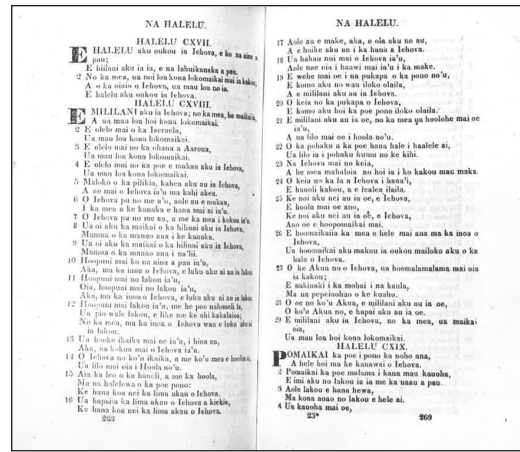 NA HALELU.
HALELU CXVII.
E HALELU aku oukou ia Iehova, e ko na aina a
pau;
E hiilani aku ia ia, e na lahuikanaka a pau.
2 No ka mea, ua nui loa kona lokomaikai mai ia kakou;
A o ka oiaio o Iehova, ua mau loa no ia.
E halelu aku oukou ia Iehova.
HALELU CXVIII.
E MILILANI aku ia Iehova; no ka mea, he maikai;
A ua mau loa hoi kona lokomaikai.
2 E olelo mai o ka Iseraela,
Ua mau loa kona lokomaikai.
3 E olelo mai no ka ohana a Aarona,
Ua mau loa kona lokomaikai.
4 E olelo mai no ka poe e makau aku ia Iehova,
Ua mau loa kona lokomaikai.
5 Maloko o ka pilikia, kahea aku au ia Iehova,
A ae mai o Iehova ia'u ma kahi akea.
6 O Iehova pu no me a'u, aole au e makau,
I ka mea a ke kanaka e hana mai ai ia'u.
7 O Iehova pu no me au, a me ka mea i kokua ia'u.
8 Ua oi aku ka maikai o ka hilinai aku ia Iehova,
Mamua o ka manao ana i ke kanaka.
9 Ua oi aku ka maikai o ka hilinai aku ia Iehova,
Mamua o ka manao ana i na'lii.
10 Hoopuni mai ko na aina a pau ia'u,
Aka, ma ka inoa o Iehova, e luku aku ai au ia lakou.
11 Hoopuni mai no lakou ia'u,
Oia, hoopuni mai no lakou ia'u,
Aka, ma ka inoa o Iehova, e luku aku ai au ia lakou.
12 Hoopuni mai lakou ia'u, me he poe nalomeli la,
Ua pio wale lakou, e like me ke ahi kakalaioa;
No ka mea, ma ka inoa o Iehova wau e luku aku ai
ia lakou.
13 Ua hooke ikaika mai oe ia'u, i hina au,
Aka, ua kokua mai o Iehova ia'u.
14 O Iehova no ko'u ikaika, a me ko'u mea e hoolea ai,
Ua lilo mai oia i Hoola no'u.
15 Aia ka leo o ka hauoli, a me ka hoola,
Ma na halelewa o ka poe pono:
Ke hana koa nei ka lima akau o Iehova.
16 Ua hapaiia ka lima akau o Iehova a kiekie,
Ke hana koa nei ka lima akau o Iehova.
268
NA HALELU.
17 Aole au e make, aka, e ola aku no au,
A e hoike aku au i ka hana a Iehova.
18 Ua hahau nui mai o Iehova ia'u,
Aole nae oia i haawi mai ia'u i ka make.
19 E wehe mai oe i na pukapa o ka pono no'u,
E komo aku no wau iloko olaila,
A e mililani aku au ia Iehova.
20 O keia no ka pukapa o Iehova,
E komo aku hoi ka poe pono iloko olaila.
21 E mililani aku au ia oe, no ka mea ua hoolohe mai oe
ia'u,
A ua lilo mai oe i hoola no'u.
22 O ka pohaku a ka poe hana hale i haalele ai,
Ua lilo ia i pohaku kumu no ke kihi.
23 Na Iehova mai no keia,
A he mea mahaloia no hoi ia i ko kakou mau maka.
24 O keia no ka la a Iehova i hana'i,
E hauoli kakou, a e lealea ilaila.
25 Ke noi aku nei au ia oe, e Iehova,
E hoola mai oe ano,
Ke noi aku nei au ia oe, e Iehova,
Ano oe e hoopomaikai mai.
26 E hoomaikaiia ka mea e hele mai ana ma ka inoa o
Iehova,
Ua hoomaikai aku makou ia oukou mailoko aku o ka
hale o Iehova.
27 O ke Akua no o Iehova, ua hoomalamalama mai oia
ia kakou;
E nakinaki i ka mohai i na kaula,
Ma na pepeiaohao o ke kuahu.
28 O oe no ko'u Akua, e mililani aku au ia oe,
O ko'u Akua no, e hapai aku au ia oe.
29 E mililani aku ia Iehova, no ka mea, ua maikai
oia,
Ua mau loa hoi kona lokomaikai.
HALELU CXIX.
POMAIKAI ka poe i pono ka noho ana,
A hele hoi ma ke kanawai o Iehova.
2 Pomaikai ka poe malama i kana mau kauoha,
E imi aku no lakou ia ia me ka naau a pau.
3 Aole lakou e hana hewa,
Ma kona aoao no lakou e hele ai.
4 Ua kauoha mai oe,
23* 269